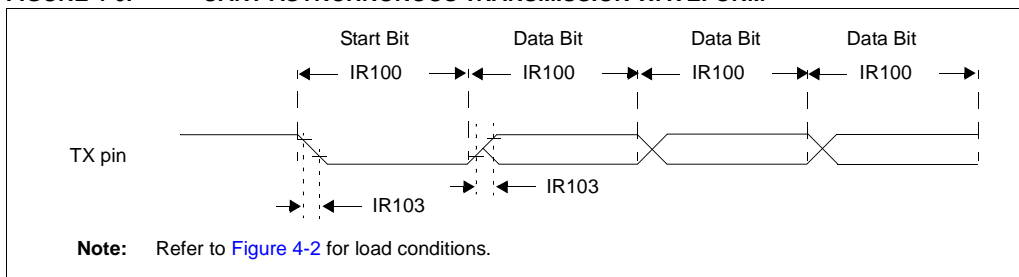 Start Bit Data Bit Data Bit Data Bit
IR100 IR100 IR100 IR100
TX pin
IR103
IR103
Note: Refer to Figure 4-2 for load conditions.